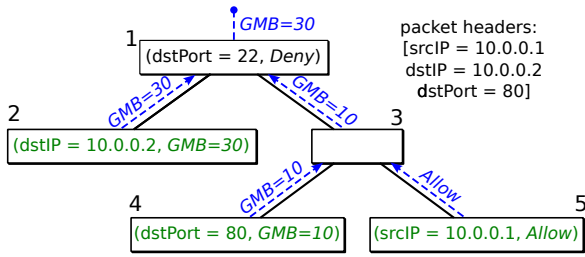 GMB=30
packet headers:
[srcIP = 10.0.0.1
dstIP = 10.0.0.2
dstPort = 80]
1
(dstPort = 22, Deny)
GMB=30
GMB=10
2
3
(dstIP = 10.0.0.2, GMB=30)
GMB=10
Allow
4
5
(dstPort = 80, GMB=10)
(srcIP = 10.0.0.1, Allow)